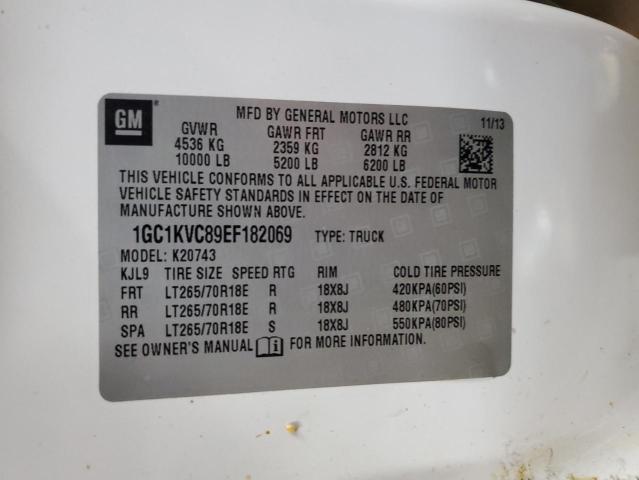 GM
MFD BY GENERAL MOTORS LLC 11/13
GVWR GAWR FRT GAWR RR
4536 KG 2359 KG 2812 KG
10000 LB 5200 LB 6200 LB
THIS VEHICLE CONFORMS TO ALL APPLICABLE U.S. FEDERAL MOTOR
VEHICLE SAFETY STANDARDS IN EFFECT ON THE DATE OF
MANUFACTURE SHOWN ABOVE.
1GC1KVC89EF182069 TYPE: TRUCK
MODEL: K20743
KJL9 TIRE SIZE SPEED RTG RIM COLD TIRE PRESSURE
FRT LT265/70R18E R 18X8J 420KPA(60PSI)
RR LT265/70R18E R 18X8J 480KPA(70PSI)
SPA LT265/70R18E S 18X8J 550KPA(80PSI)
SEE OWNER'S MANUAL FOR MORE INFORMATION.